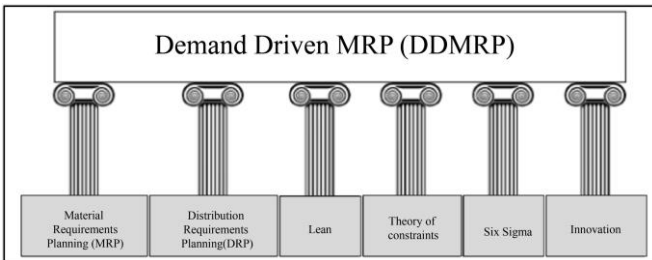 Demand Driven MRP (DDMRP)
Material
Requirements
Planning (MRP)
Distribution
Requirements
Planning(DRP)
Lean
Theory of
constraints
Six Sigma
Innovation